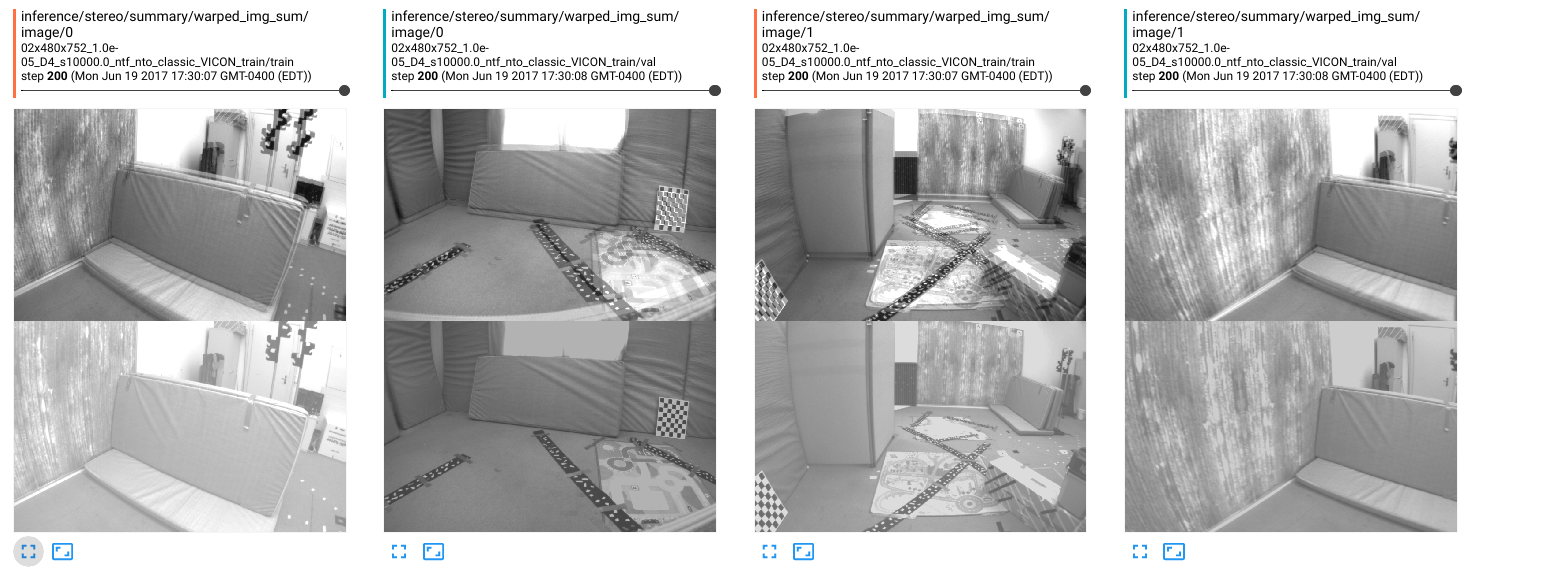 inference/stereo/summary/warped_img_sum/
image/0
02x480x752_1.0e-
05_D4_s10000.0_ntf_nto_classic_VICON_train/train
step 200 (Mon Jun 19 2017 17:30:07 GMT-0400 (EDT))
inference/stereo/summary/warped_img_sum/
image/0
02x480x752_1.0e-
05_D4_s10000.0_ntf_nto_classic_VICON_train/val
step 200 (Mon Jun 19 2017 17:30:08 GMT-0400 (EDT))
inference/stereo/summary/warped_img_sum/
image/1
02x480x752_1.0e-
05_D4_s10000.0_ntf_nto_classic_VICON_train/train
step 200 (Mon Jun 19 2017 17:30:07 GMT-0400 (EDT))
inference/stereo/summary/warped_img_sum/
image/1
02x480x752_1.0e-
05_D4_s10000.0_ntf_nto_classic_VICON_train/val
step 200 (Mon Jun 19 2017 17:30:08 GMT-0400 (EDT))